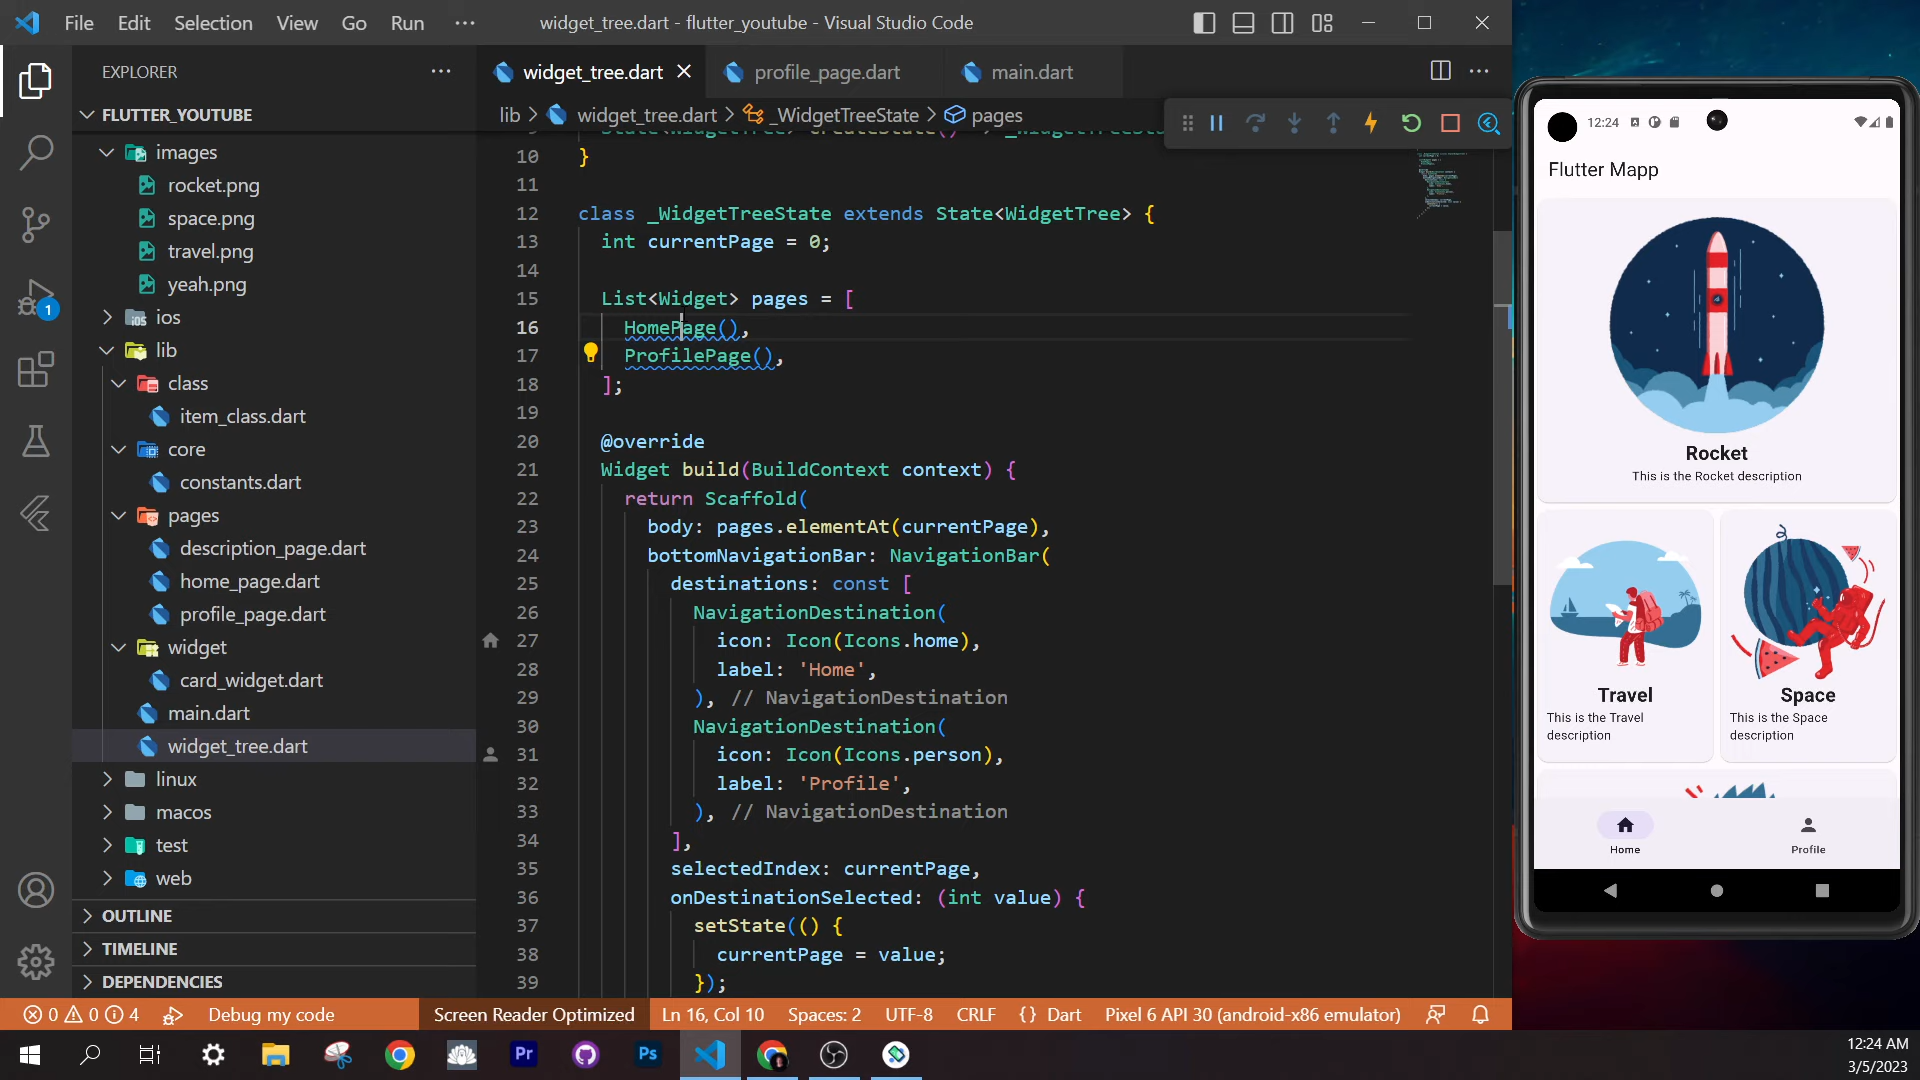 File Edit Selection View Go Run ···
widget_tree.dart - flutter_youtube - Visual Studio Code
EXPLORER
FLUTTER_YOUTUBE
images
rocket.png
space.png
travel.png
yeah.png
ios
lib
class
item_class.dart
core
constants.dart
pages
description_page.dart
home_page.dart
profile_page.dart
widget
card_widget.dart
main.dart
widget_tree.dart
linux
macos
test
web
OUTLINE
TIMELINE
DEPENDENCIES
1
widget_tree.dart profile_page.dart main.dart
lib > widget_tree.dart > _WidgetTreeState > pages
10 }
11
12 class _WidgetTreeState extends State<WidgetTree> {
13 int currentPage = 0;
14
15 List<Widget> pages = [
16 HomePage(),
17 ProfilePage(),
18 ];
19
20 @override
21 Widget build(BuildContext context) {
22 return Scaffold(
23 body: pages.elementAt(currentPage),
24 bottomNavigationBar: NavigationBar(
25 destinations: const [
26 NavigationDestination(
27 icon: Icon(Icons.home),
28 label: 'Home',
29 ), // NavigationDestination
30 NavigationDestination(
31 icon: Icon(Icons.person),
32 label: 'Profile',
33 ), // NavigationDestination
34 ],
35 selectedIndex: currentPage,
36 onDestinationSelected: (int value) {
37 setState(() {
38 currentPage = value;
39 });
0 0 4 Debug my code Screen Reader Optimized Ln 16, Col 10 Spaces: 2 UTF-8 CRLF {} Dart Pixel 6 API 30 (android-x86 emulator)
12:24
Flutter Mapp
Rocket
This is the Rocket description
Travel
This is the Travel
description
Space
This is the Space
description
Home
Profile
Pr
Ps
12:24 AM
3/5/2023